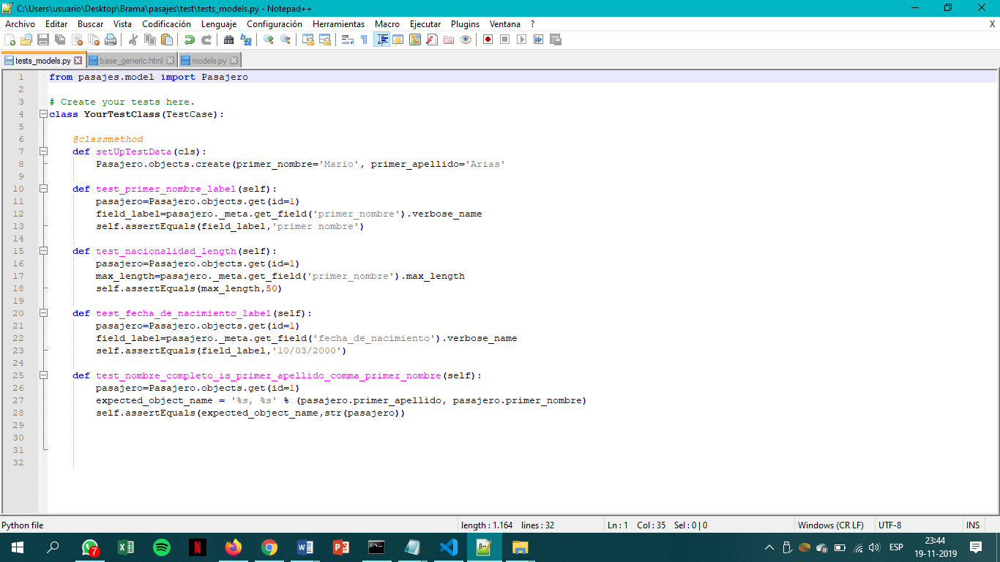 C:\Users\usuario\Desktop\Brama\pasajes\test\tests_models.py - Notepad++
Archivo Editar Buscar Vista Codificación Lenguaje Configuración Herramientas Macro Ejecutar Plugins Ventana ? X
tests_models.py base_generic.html models.py
1 from pasajes.model import Pasajero
2
3 # Create your tests here.
4 class YourTestClass(TestCase):
5
6 @classmethod
7 def setUpTestData(cls):
8 Pasajero.objects.create(primer_nombre='Mario', primer_apellido='Arias'
9
10 def test_primer_nombre_label(self):
11 pasajero=Pasajero.objects.get(id=1)
12 field_label=pasajero._meta.get_field('primer_nombre').verbose_name
13 self.assertEquals(field_label,'primer nombre')
14
15 def test_nacionalidad_length(self):
16 pasajero=Pasajero.objects.get(id=1)
17 max_length=pasajero._meta.get_field('primer_nombre').max_length
18 self.assertEquals(max_length,50)
19
20 def test_fecha_de_nacimiento_label(self):
21 pasajero=Pasajero.objects.get(id=1)
22 field_label=pasajero._meta.get_field('fecha_de_nacimiento').verbose_name
23 self.assertEquals(field_label,'10/03/2000')
24
25 def test_nombre_completo_is_primer_apellido_comma_primer_nombre(self):
26 pasajero=Pasajero.objects.get(id=1)
27 expected_object_name = '%s, %s' % (pasajero.primer_apellido, pasajero.primer_nombre)
28 self.assertEquals(expected_object_name,str(pasajero))
29
30
31
32
Python file length : 1.164 lines : 32 Ln : 1 Col : 35 Sel : 0 | 0 Windows (CR LF) UTF-8 INS
7 ESP 23:44
19-11-2019